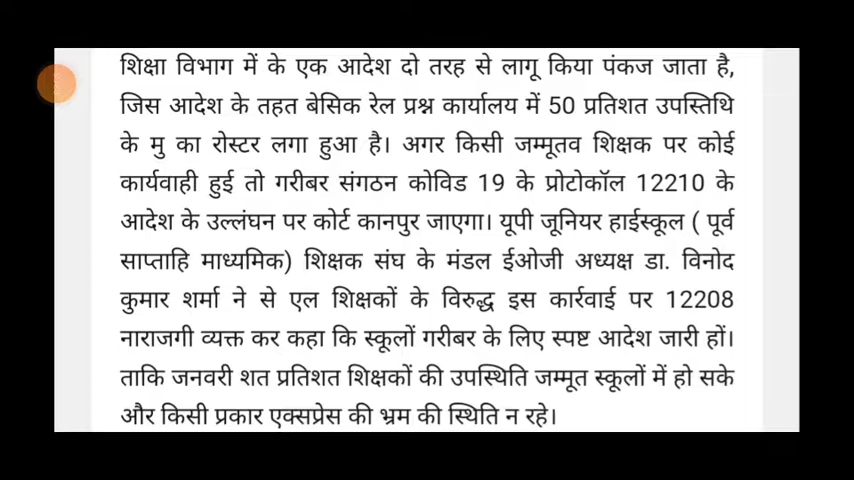 शिक्षा विभाग में के एक आदेश दो तरह से लागू किया पंकज जाता है,
जिस आदेश के तहत बेसिक रेल प्रश्न कार्यालय में 50 प्रतिशत उपस्तिथि
के मु का रोस्टर लगा हुआ है। अगर किसी जम्मूतव शिक्षक पर कोई
कार्यवाही हुई तो गरीबर संगठन कोविड 19 के प्रोटोकॉल 12210 के
आदेश के उल्लंघन पर कोर्ट कानपुर जाएगा। यूपी जूनियर हाईस्कूल ( पूर्व
साप्ताहि माध्यमिक) शिक्षक संघ के मंडल ईओजी अध्यक्ष डा. विनोद
कुमार शर्मा ने से एल शिक्षकों के विरुद्ध इस कार्रवाई पर 12208
नाराजगी व्यक्त कर कहा कि स्कूलों गरीबर के लिए स्पष्ट आदेश जारी हों।
ताकि जनवरी शत प्रतिशत शिक्षकों की उपस्थिति जम्मूत स्कूलों में हो सके
और किसी प्रकार एक्सप्रेस की भ्रम की स्थिति न रहे।